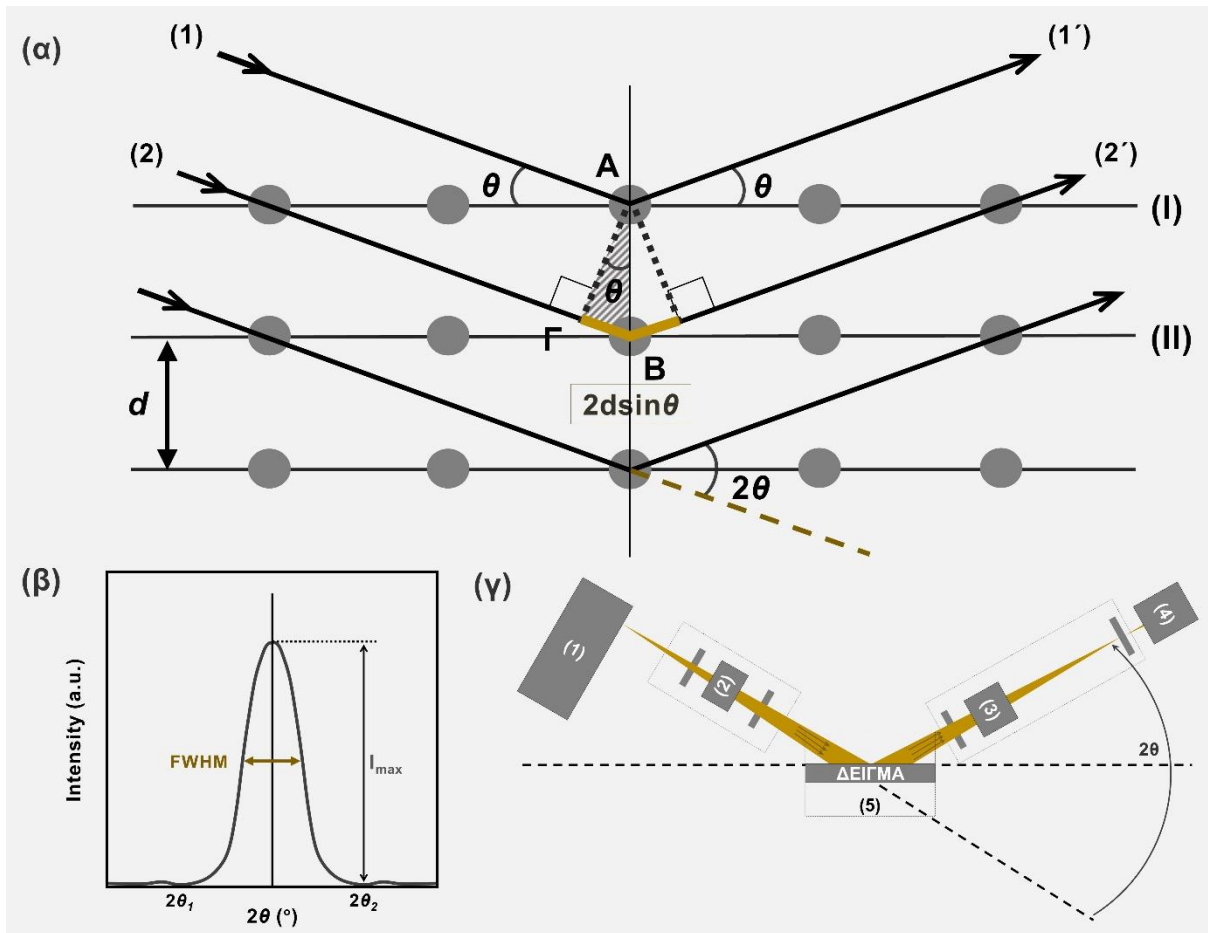 (α)
(1)
(1´)
(2)
(2´)
A
θ
θ
(I)
θ
Γ
B
(II)
d
2dsinθ
2θ
(β)
Intensity (a.u.)
FWHM
I_max
2θ₁
2θ₂
2θ (°)
(γ)
(1)
(2)
(3)
(4)
2θ
ΔΕΙΓΜΑ
(5)